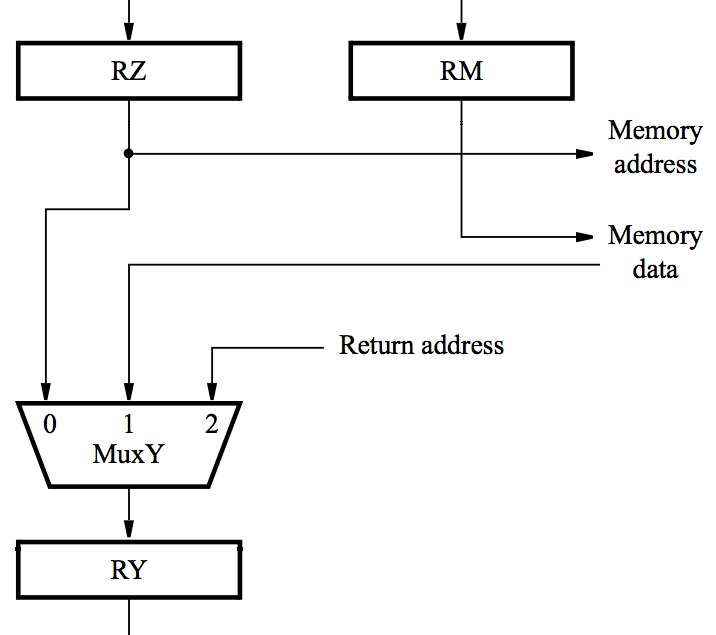 RZ
RM
Memory
address
Memory
data
Return address
0 1 2
MuxY
RY